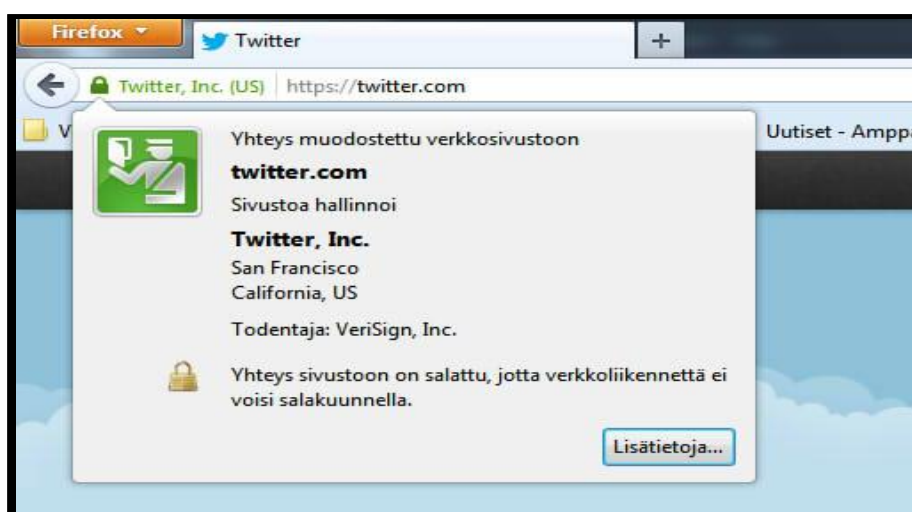 Firefox
Twitter
+
Twitter, Inc. (US) https://twitter.com
V
Uutiset - Ampp
Yhteys muodostettu verkkosivustoon
twitter.com
Sivustoa hallinnoi
Twitter, Inc.
San Francisco
California, US
Todentaja: VeriSign, Inc.
Yhteys sivustoon on salattu, jotta verkkoliikennettä ei
voisi salakuunnella.
Lisätietoja...